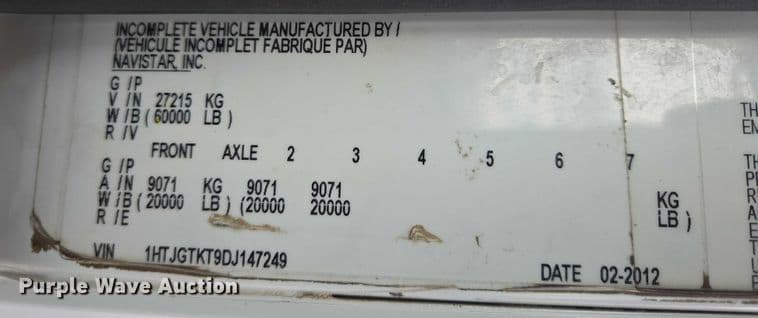 INCOMPLETE VEHICLE MANUFACTURED BY /
(VEHICULE INCOMPLET FABRIQUE PAR)
NAVISTAR, INC.
G /P
V /N 27215 KG
W /B ( 60000 LB )
R /V
FRONT AXLE 2 3 4 5 6 7
G /P
A /N 9071 KG 9071 9071 KG
W /B ( 20000 LB ) (20000 20000 LB )
R /E
VIN 1HTJGTKT9DJ147249
DATE 02-2012
Purple Wave Auction